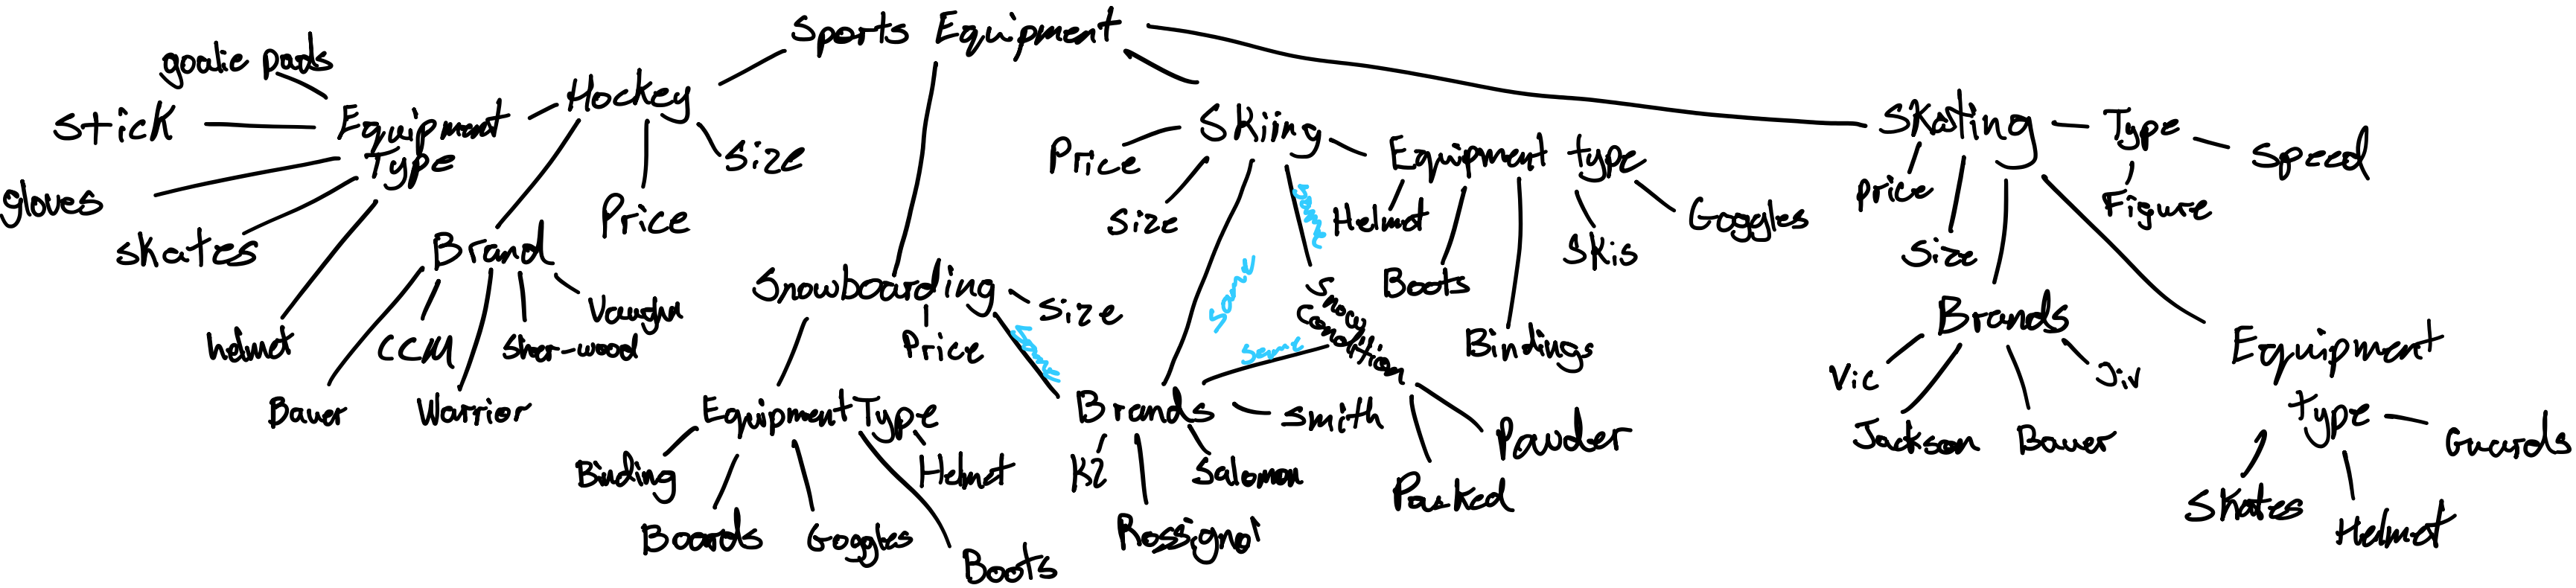 Sports Equipment
goalie pads
Hockey
Stick
Equipment
Type
Size
gloves
Price
skates
Brand
helmet
CCM
Sher-wood
Vaughn
Bauer
Warrior
Snowboarding
Size
Price
same
Equipment Type
Binding
Helmet
Boards
Goggles
Boots
Skiing
Price
Size
Equipment type
Helmet
Boots
Bindings
Skis
Goggles
same
Same
Same
Snow
Condition
Powder
Packed
Brands
Smith
K2
Salomon
Rossignol
Skating
Type
Speed
Figure
Price
Size
Brands
Vic
Jackson
Bauer
Jiv
Equipment
type
Guards
Skates
Helmet